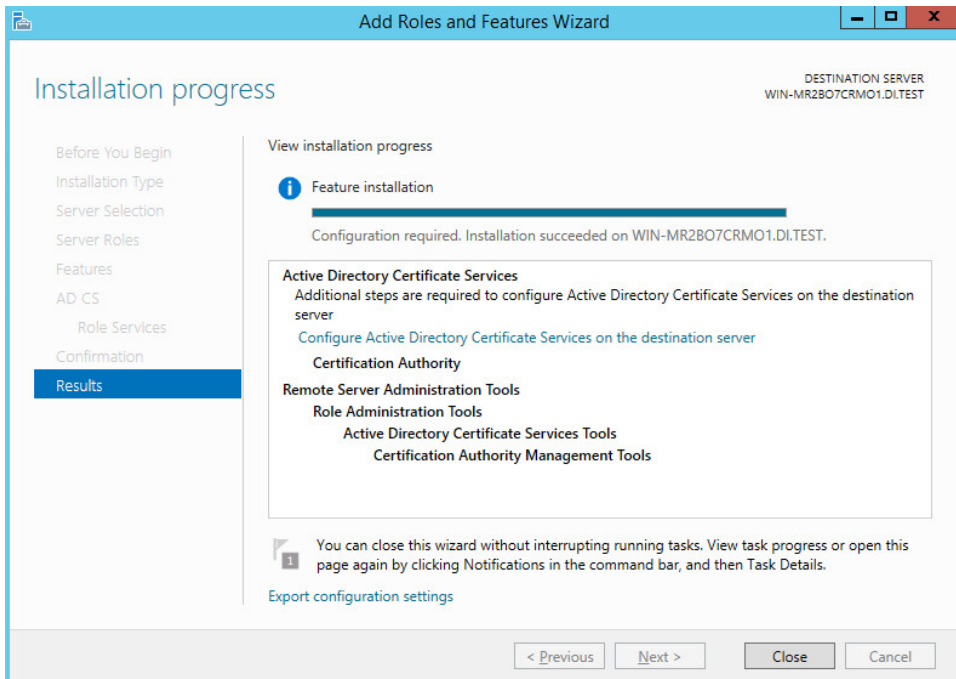 Add Roles and Features Wizard
Installation progress
DESTINATION SERVER
WIN-MR2BO7CRMO1.DI.TEST
Before You Begin
Installation Type
Server Selection
Server Roles
Features
AD CS
Role Services
Confirmation
Results
View installation progress
Feature installation
Configuration required. Installation succeeded on WIN-MR2BO7CRMO1.DI.TEST.
Active Directory Certificate Services
Additional steps are required to configure Active Directory Certificate Services on the destination
server
Configure Active Directory Certificate Services on the destination server
Certification Authority
Remote Server Administration Tools
Role Administration Tools
Active Directory Certificate Services Tools
Certification Authority Management Tools
1
You can close this wizard without interrupting running tasks. View task progress or open this
page again by clicking Notifications in the command bar, and then Task Details.
Export configuration settings
< Previous
Next >
Close
Cancel